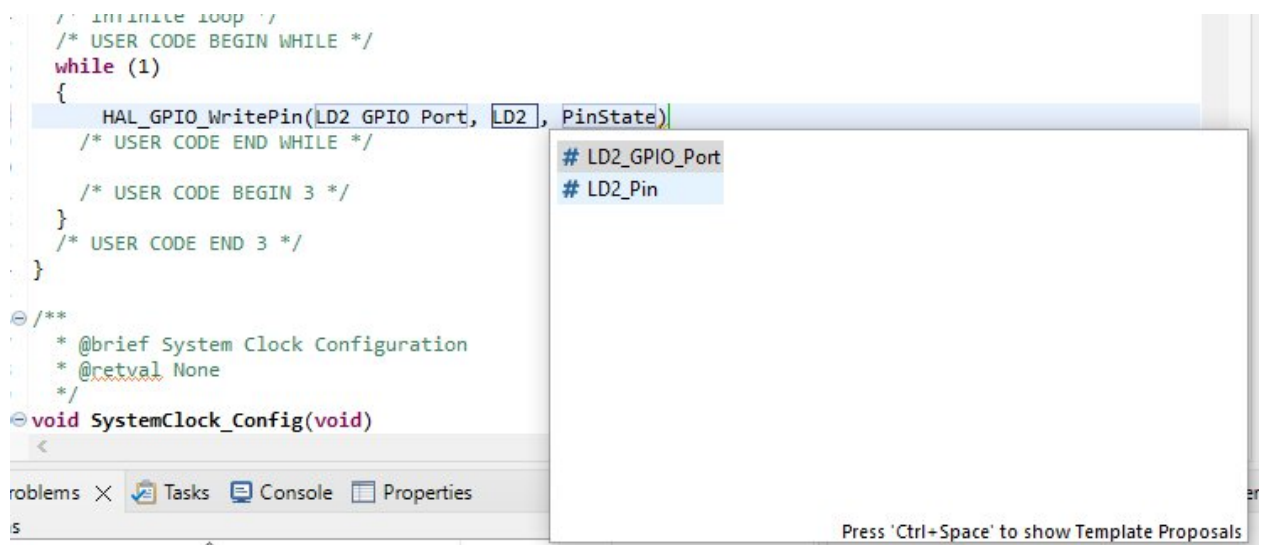 /* Infinite loop */
/* USER CODE BEGIN WHILE */
while (1)
{
HAL_GPIO_WritePin(LD2_GPIO_Port, LD2_, PinState)
/* USER CODE END WHILE */
# LD2_GPIO_Port
# LD2_Pin
/* USER CODE BEGIN 3 */
}
/* USER CODE END 3 */
}
/**
* @brief System Clock Configuration
* @retval None
*/
void SystemClock_Config(void)
roblems Tasks Console Properties
s
Press 'Ctrl+Space' to show Template Proposals